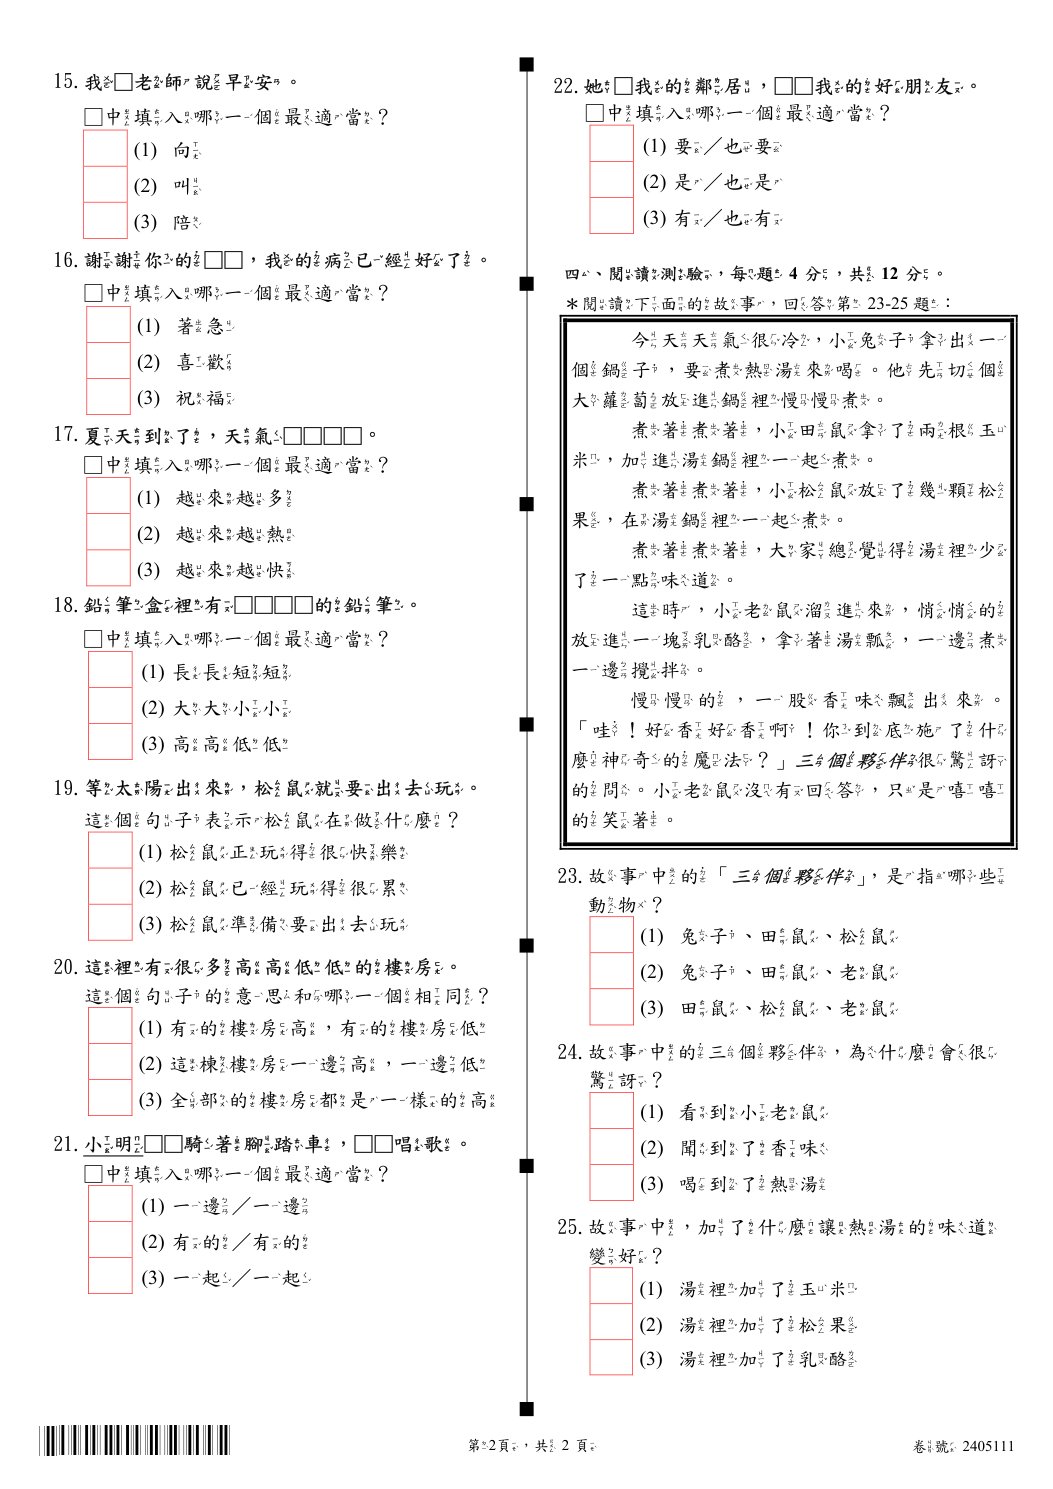 15. 我□老師說早安。
□中填入哪一個最適當？
(1) 向
(2) 叫
(3) 陪
16. 謝謝你的□□，我的病已經好了。
□中填入哪一個最適當？
(1) 著急
(2) 喜歡
(3) 祝福
17. 夏天到了，天氣□□□□。
□中填入哪一個最適當？
(1) 越來越多
(2) 越來越熱
(3) 越來越快
18. 鉛筆盒裡有□□□□的鉛筆。
□中填入哪一個最適當？
(1) 長長短短
(2) 大大小小
(3) 高高低低
19. 等太陽出來，松鼠就要出去玩。
這個句子表示松鼠在做什麼？
(1) 松鼠正玩得很快樂
(2) 松鼠已經玩得很累
(3) 松鼠準備要出去玩
20. 這裡有很多高高低低的樓房。
這個句子的意思和哪一個相同？
(1) 有的樓房高，有的樓房低
(2) 這棟樓房一邊高，一邊低
(3) 全部的樓房都是一樣的高
21. 小明□□騎著腳踏車，□□唱歌。
□中填入哪一個最適當？
(1) 一邊／一邊
(2) 有的／有的
(3) 一起／一起
22. 她□我的鄰居，□□我的好朋友。
□中填入哪一個最適當？
(1) 要／也要
(2) 是／也是
(3) 有／也有
四、閱讀測驗，每題 4 分，共 12 分。
＊閱讀下面的故事，回答第 23-25 題：
今天天氣很冷，小兔子拿出一
個鍋子，要煮熱湯來喝。他先切個
大蘿蔔放進鍋裡慢慢煮。
煮著煮著，小田鼠拿了兩根玉
米，加進湯鍋裡一起煮。
煮著煮著，小松鼠放了幾顆松
果，在湯鍋裡一起煮。
煮著煮著，大家總覺得湯裡少
了一點味道。
這時，小老鼠溜進來，悄悄的
放進一塊乳酪，拿著湯瓢，一邊煮
一邊攪拌。
慢慢的，一股香味飄出來。
「哇！好香好香啊！你到底施了什
麼神奇的魔法？」三個夥伴很驚訝
的問。小老鼠沒有回答，只是嘻嘻
的笑著。
23. 故事中的「三個夥伴」，是指哪些
動物？
(1) 兔子、田鼠、松鼠
(2) 兔子、田鼠、老鼠
(3) 田鼠、松鼠、老鼠
24. 故事中的三個夥伴，為什麼會很
驚訝？
(1) 看到小老鼠
(2) 聞到了香味
(3) 喝到了熱湯
25. 故事中，加了什麼讓熱湯的味道
變好？
(1) 湯裡加了玉米
(2) 湯裡加了松果
(3) 湯裡加了乳酪
第2頁，共 2 頁
卷號 2405111